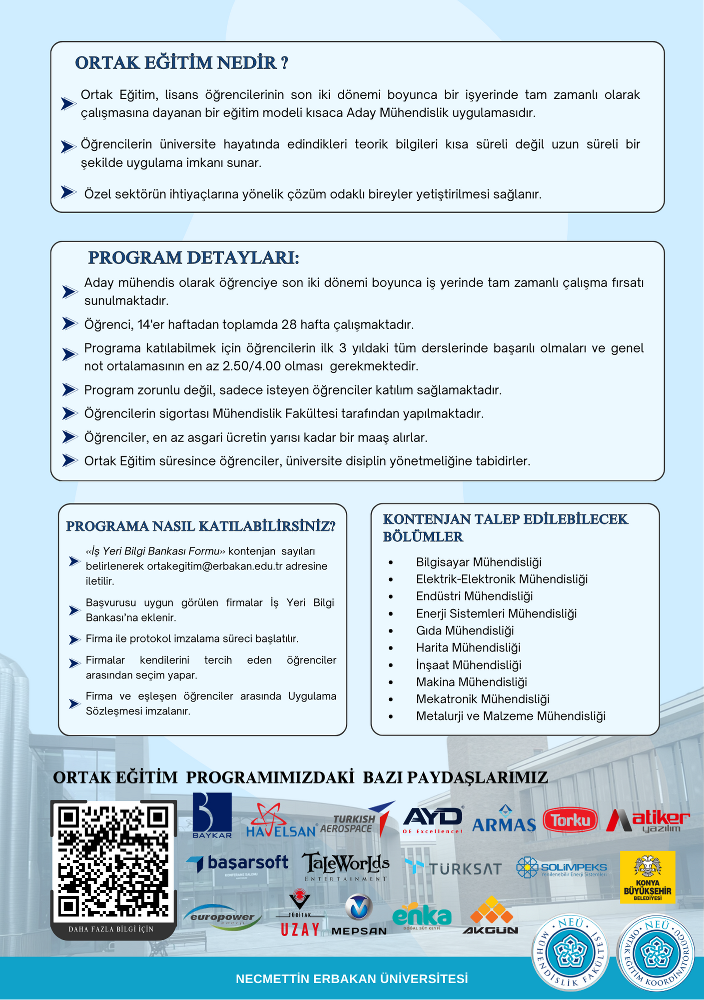 ORTAK EĞİTİM NEDİR ?
Ortak Eğitim, lisans öğrencilerinin son iki dönemi boyunca bir işyerinde tam zamanlı olarak
çalışmasına dayanan bir eğitim modeli kısaca Aday Mühendislik uygulamasıdır.
Öğrencilerin üniversite hayatında edindikleri teorik bilgileri kısa süreli değil uzun süreli bir
şekilde uygulama imkanı sunar.
Özel sektörün ihtiyaçlarına yönelik çözüm odaklı bireyler yetiştirilmesi sağlanır.
PROGRAM DETAYLARI:
Aday mühendis olarak öğrenciye son iki dönemi boyunca iş yerinde tam zamanlı çalışma fırsatı
sunulmaktadır.
Öğrenci, 14'er haftadan toplamda 28 hafta çalışmaktadır.
Programa katılabilmek için öğrencilerin ilk 3 yıldaki tüm derslerinde başarılı olmaları ve genel
not ortalamasının en az 2.50/4.00 olması gerekmektedir.
Program zorunlu değil, sadece isteyen öğrenciler katılım sağlamaktadır.
Öğrencilerin sigortası Mühendislik Fakültesi tarafından yapılmaktadır.
Öğrenciler, en az asgari ücretin yarısı kadar bir maaş alırlar.
Ortak Eğitim süresince öğrenciler, üniversite disiplin yönetmeliğine tabidirler.
PROGRAMA NASIL KATILABİLİRSİNİZ?
«İş Yeri Bilgi Bankası Formu» kontenjan sayıları
belirlenerek ortakegitim@erbakan.edu.tr adresine
iletilir.
Başvurusu uygun görülen firmalar İş Yeri Bilgi
Bankası’na eklenir.
Firma ile protokol imzalama süreci başlatılır.
Firmalar kendilerini tercih eden öğrenciler
arasından seçim yapar.
Firma ve eşleşen öğrenciler arasında Uygulama
Sözleşmesi imzalanır.
KONTENJAN TALEP EDİLEBİLECEK
BÖLÜMLER
• Bilgisayar Mühendisliği
• Elektrik-Elektronik Mühendisliği
• Endüstri Mühendisliği
• Enerji Sistemleri Mühendisliği
• Gıda Mühendisliği
• Harita Mühendisliği
• İnşaat Mühendisliği
• Makina Mühendisliği
• Mekatronik Mühendisliği
• Metalurji ve Malzeme Mühendisliği
ORTAK EĞİTİM PROGRAMIMIZDAKİ BAZI PAYDAŞLARIMIZ
BAYKAR
HAVELSAN®
TURKISH
AEROSPACE
AYD®
OE Excellence!
ARMAŞ
Torku
atiker
yazılım
başarsoft
KONFERANS SALONU
TaleWorlds
ENTERTAINMENT
TÜRKSAT
SOLİMPEKS
Yenilenebilir Enerji Sistemleri
KONYA
BÜYÜKŞEHİR
BELEDİYESİ
europower
enerji
TÜBİTAK
UZAY
MEPSAN
enka
DOĞAL SÜT KEYFİ
AKGÜN
DAHA FAZLA BİLGİ İÇİN
NEÜ
MÜHENDİSLİK FAKÜLTESİ
NEÜ
ORTAK EĞİTİM KOORDİNATÖRLÜĞÜ
NECMETTİN ERBAKAN ÜNİVERSİTESİ